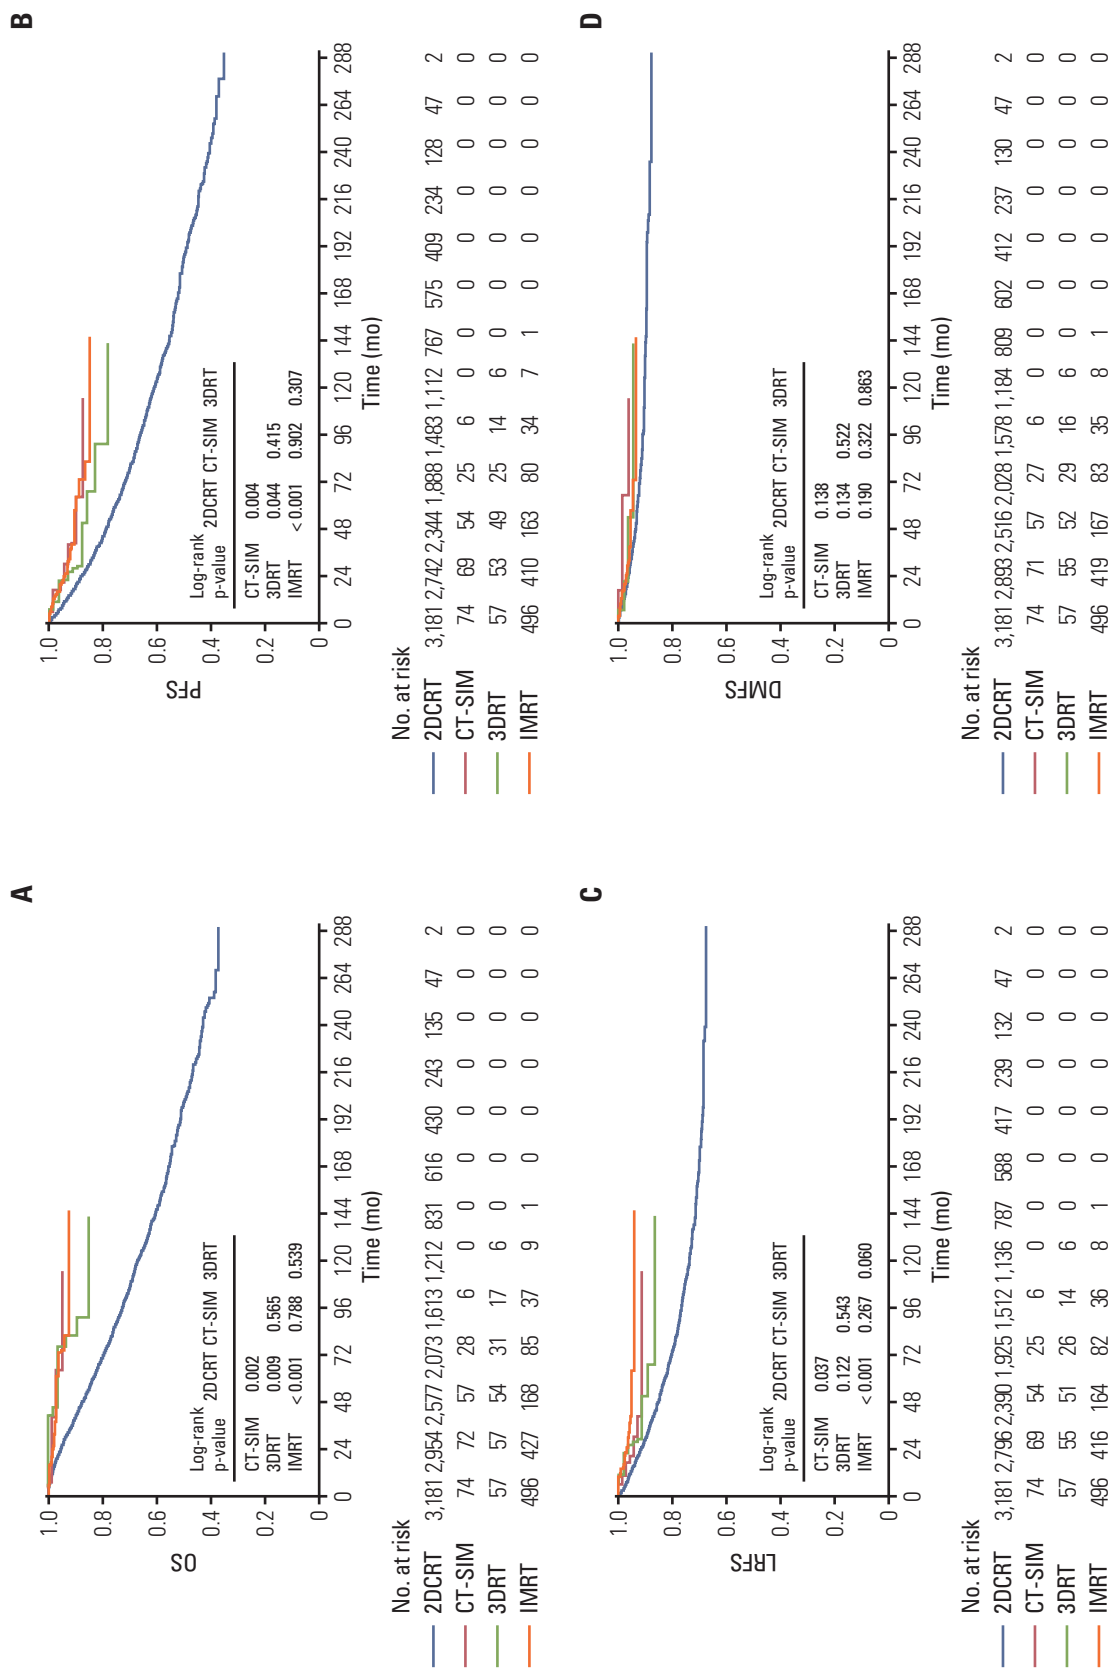 A
OS
1.0
0.8
0.6
0.4
0.2
0
Log-rank p-value 2DCRT CT-SIM 3DRT
CT-SIM 0.002
3DRT 0.009 0.565
IMRT < 0.001 0.788 0.539
0 24 48 72 96 120 144 168 192 216 240 264 288
Time (mo)
No. at risk
2DCRT 3,181 2,954 2,577 2,073 1,613 1,212 831 616 430 243 135 47 2
CT-SIM 74 72 57 28 6 0 0 0 0 0 0 0 0
3DRT 57 57 54 31 17 6 0 0 0 0 0 0 0
IMRT 496 427 168 85 37 9 1 0 0 0 0 0 0
B
PFS
1.0
0.8
0.6
0.4
0.2
0
Log-rank p-value 2DCRT CT-SIM 3DRT
CT-SIM 0.004
3DRT 0.044 0.415
IMRT < 0.001 0.902 0.307
0 24 48 72 96 120 144 168 192 216 240 264 288
Time (mo)
No. at risk
2DCRT 3,181 2,742 2,344 1,888 1,483 1,112 767 575 409 234 128 47 2
CT-SIM 74 69 54 25 6 0 0 0 0 0 0 0 0
3DRT 57 53 49 25 14 6 0 0 0 0 0 0 0
IMRT 496 410 163 80 34 7 1 0 0 0 0 0 0
C
LRFS
1.0
0.8
0.6
0.4
0.2
0
Log-rank p-value 2DCRT CT-SIM 3DRT
CT-SIM 0.037
3DRT 0.122 0.543
IMRT < 0.001 0.267 0.060
0 24 48 72 96 120 144 168 192 216 240 264 288
Time (mo)
No. at risk
2DCRT 3,181 2,796 2,390 1,925 1,512 1,136 787 588 417 239 132 47 2
CT-SIM 74 69 54 25 6 0 0 0 0 0 0 0 0
3DRT 57 55 51 26 14 6 0 0 0 0 0 0 0
IMRT 496 416 164 82 36 8 1 0 0 0 0 0 0
D
DMFS
1.0
0.8
0.6
0.4
0.2
0
Log-rank p-value 2DCRT CT-SIM 3DRT
CT-SIM 0.138
3DRT 0.134 0.522
IMRT 0.190 0.322 0.863
0 24 48 72 96 120 144 168 192 216 240 264 288
Time (mo)
No. at risk
2DCRT 3,181 2,893 2,516 2,028 1,578 1,184 809 602 412 237 130 47 2
CT-SIM 74 71 57 27 6 0 0 0 0 0 0 0 0
3DRT 57 55 52 29 16 6 0 0 0 0 0 0 0
IMRT 496 419 167 83 35 8 1 0 0 0 0 0 0